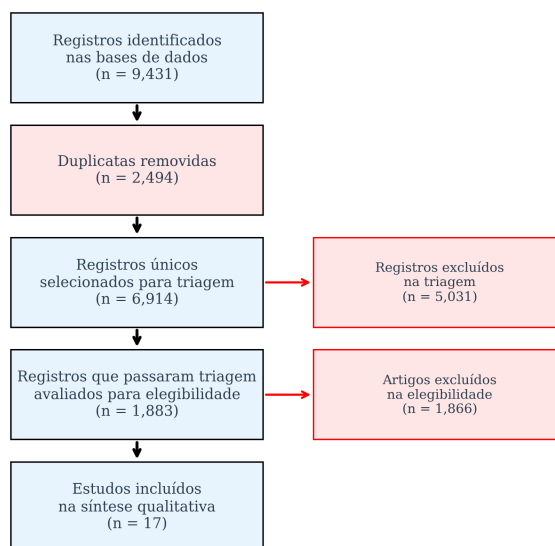 Registros identificados
nas bases de dados
(n = 9,431)
Duplicatas removidas
(n = 2,494)
Registros únicos
selecionados para triagem
(n = 6,914)
Registros excluídos
na triagem
(n = 5,031)
Registros que passaram triagem
avaliados para elegibilidade
(n = 1,883)
Artigos excluídos
na elegibilidade
(n = 1,866)
Estudos incluídos
na síntese qualitativa
(n = 17)